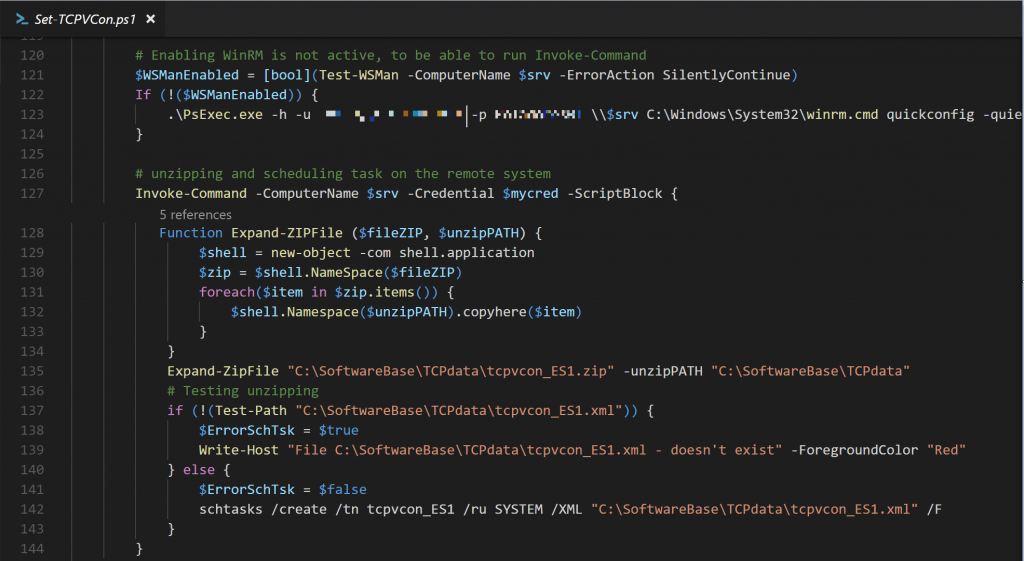 Set-TCPVCon.ps1
119
120 # Enabling WinRM is not active, to be able to run Invoke-Command
121 $WSManEnabled = [bool](Test-WSMan -ComputerName $srv -ErrorAction SilentlyContinue)
122 If (!($WSManEnabled)) {
123 .\PsExec.exe -h -u -p \\$srv C:\Windows\System32\winrm.cmd quickconfig -quie
124 }
125
126 # unzipping and scheduling task on the remote system
127 Invoke-Command -ComputerName $srv -Credential $mycred -ScriptBlock {
5 references
128 Function Expand-ZIPFile ($fileZIP, $unzipPATH) {
129 $shell = new-object -com shell.application
130 $zip = $shell.NameSpace($fileZIP)
131 foreach($item in $zip.items()) {
132 $shell.Namespace($unzipPATH).copyhere($item)
133 }
134 }
135 Expand-ZipFile "C:\SoftwareBase\TCPdata\tcpvcon_ES1.zip" -unzipPATH "C:\SoftwareBase\TCPdata"
136 # Testing unzipping
137 if (!(Test-Path "C:\SoftwareBase\TCPdata\tcpvcon_ES1.xml")) {
138 $ErrorSchTsk = $true
139 Write-Host "File C:\SoftwareBase\TCPdata\tcpvcon_ES1.xml - doesn't exist" -ForegroundColor "Red"
140 } else {
141 $ErrorSchTsk = $false
142 schtasks /create /tn tcpvcon_ES1 /ru SYSTEM /XML "C:\SoftwareBase\TCPdata\tcpvcon_ES1.xml" /F
143 }
144 }